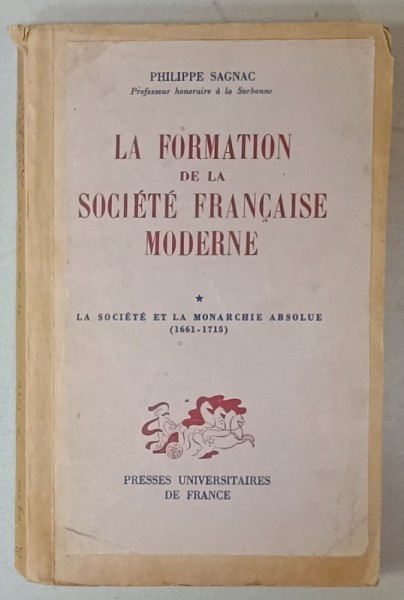 PHILIPPE SAGNAC
Professeur honoraire à la Sorbonne
LA FORMATION
DE LA
SOCIÉTÉ FRANÇAISE
MODERNE
★
LA SOCIÉTÉ ET LA MONARCHIE ABSOLUE
(1661-1715)
PRESSES UNIVERSITAIRES
DE FRANCE